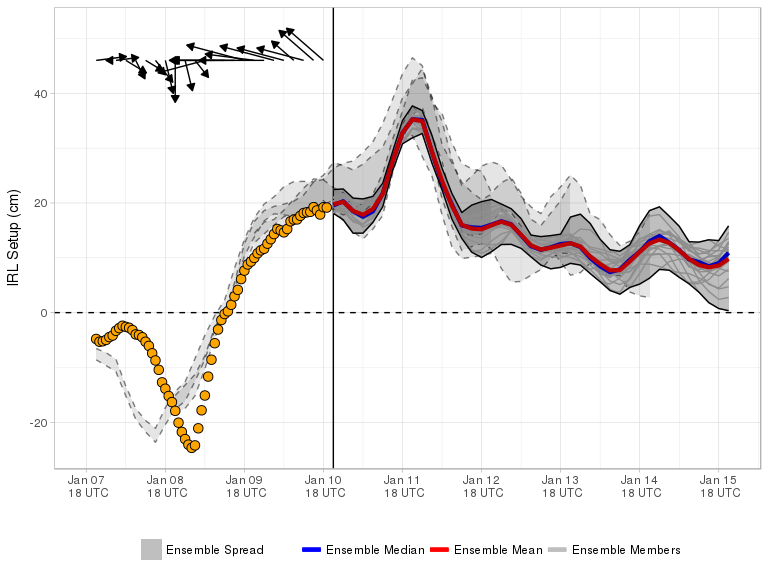 IRL Setup (cm)
40
20
0
-20
Jan 07 Jan 08 Jan 09 Jan 10 Jan 11 Jan 12 Jan 13 Jan 14 Jan 15
18 UTC 18 UTC 18 UTC 18 UTC 18 UTC 18 UTC 18 UTC 18 UTC 18 UTC
Ensemble Spread Ensemble Median Ensemble Mean Ensemble Members